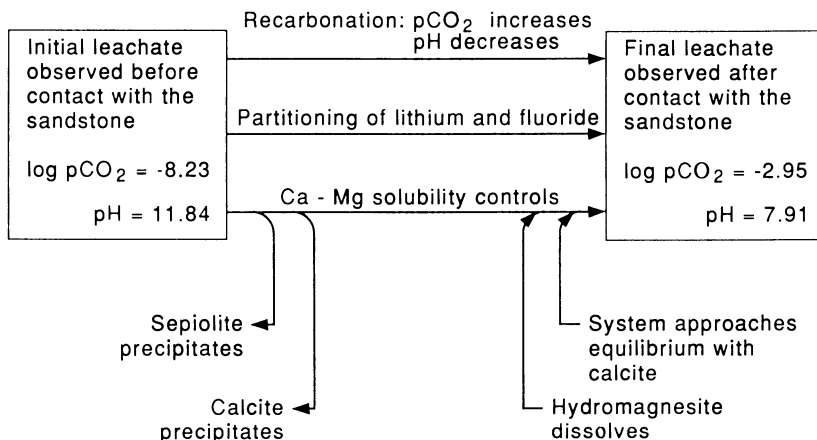 Recarbonation: pCO2 increases
pH decreases
Initial leachate
observed before
contact with the
sandstone
log pCO2 = -8.23
pH = 11.84
Partitioning of lithium and fluoride
Ca - Mg solubility controls
Final leachate
observed after
contact with the
sandstone
log pCO2 = -2.95
pH = 7.91
Sepiolite
precipitates
Calcite
precipitates
System approaches
equilibrium with
calcite
Hydromagnesite
dissolves